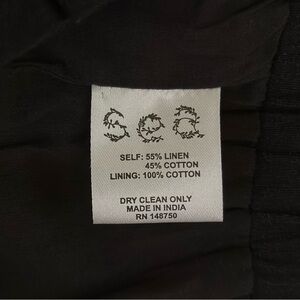 Sea
SELF: 55% LINEN
45% COTTON
LINING: 100% COTTON
DRY CLEAN ONLY
MADE IN INDIA
RN 148750